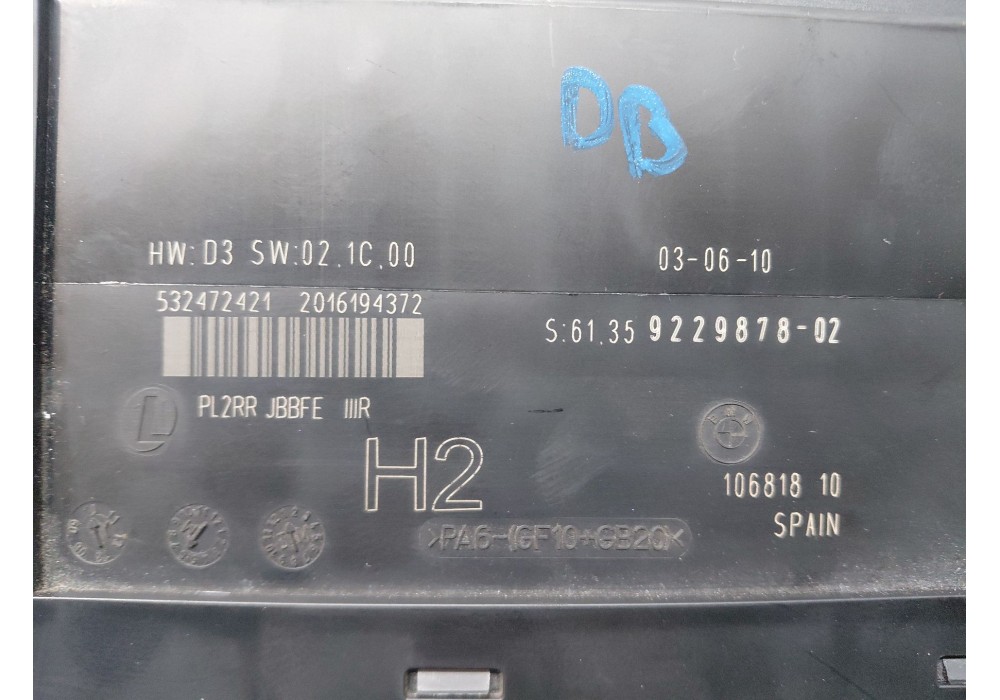 DB
HW:D3 SW:02.1C.00
03-06-10
532472421 2016194372
S:61.35 9229878-02
PL2RR JBBFE IIIR
L
BMW
H2
106818 10
SPAIN
>PA6-(GF10+GB20)<